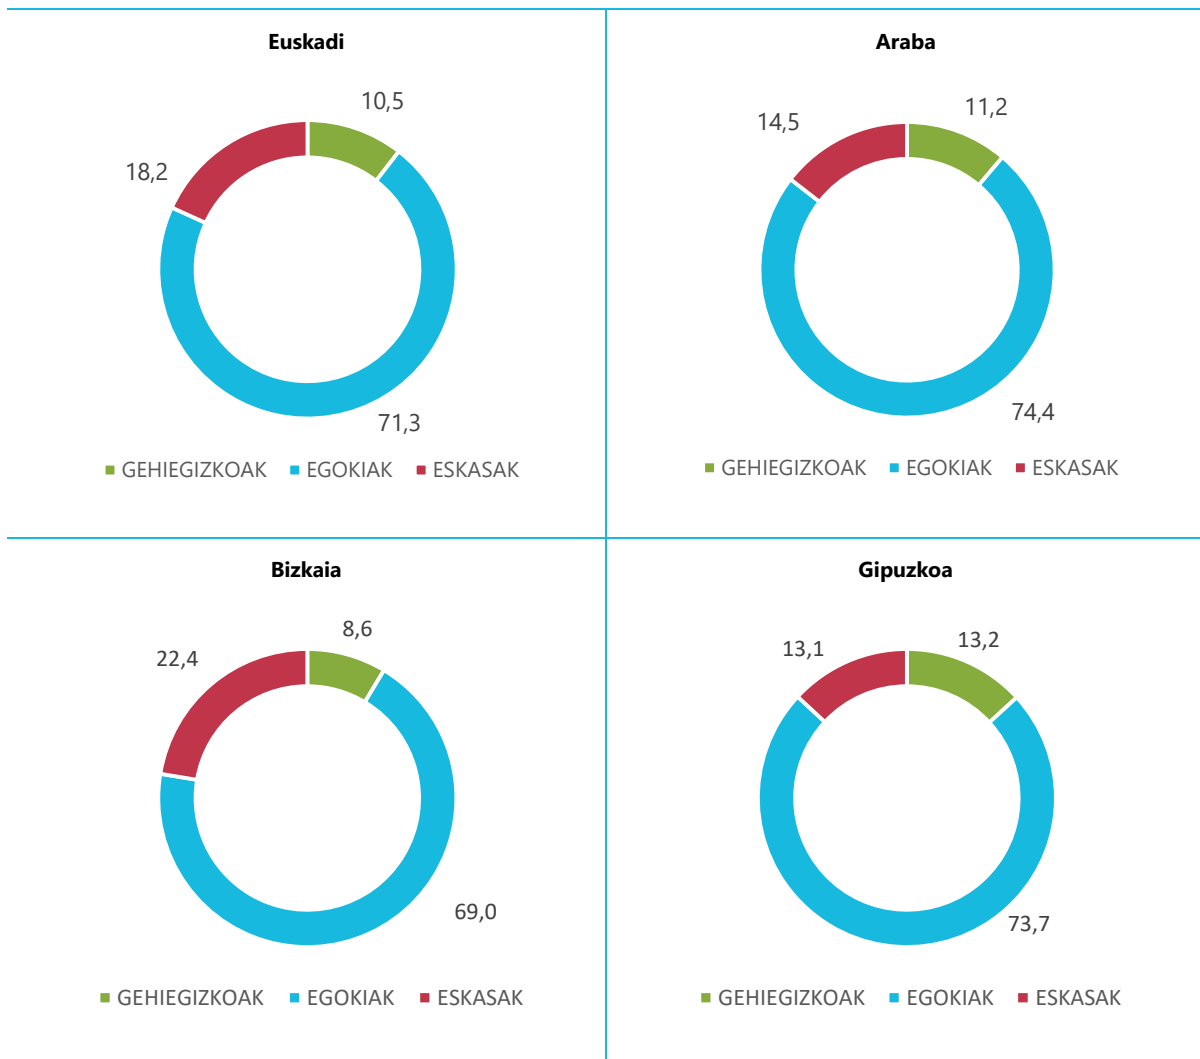 Euskadi
10,5
18,2
71,3
GEHIEGIZKOAK EGOKIAK ESKASAK
Araba
11,2
14,5
74,4
GEHIEGIZKOAK EGOKIAK ESKASAK
Bizkaia
8,6
22,4
69,0
GEHIEGIZKOAK EGOKIAK ESKASAK
Gipuzkoa
13,2
13,1
73,7
GEHIEGIZKOAK EGOKIAK ESKASAK